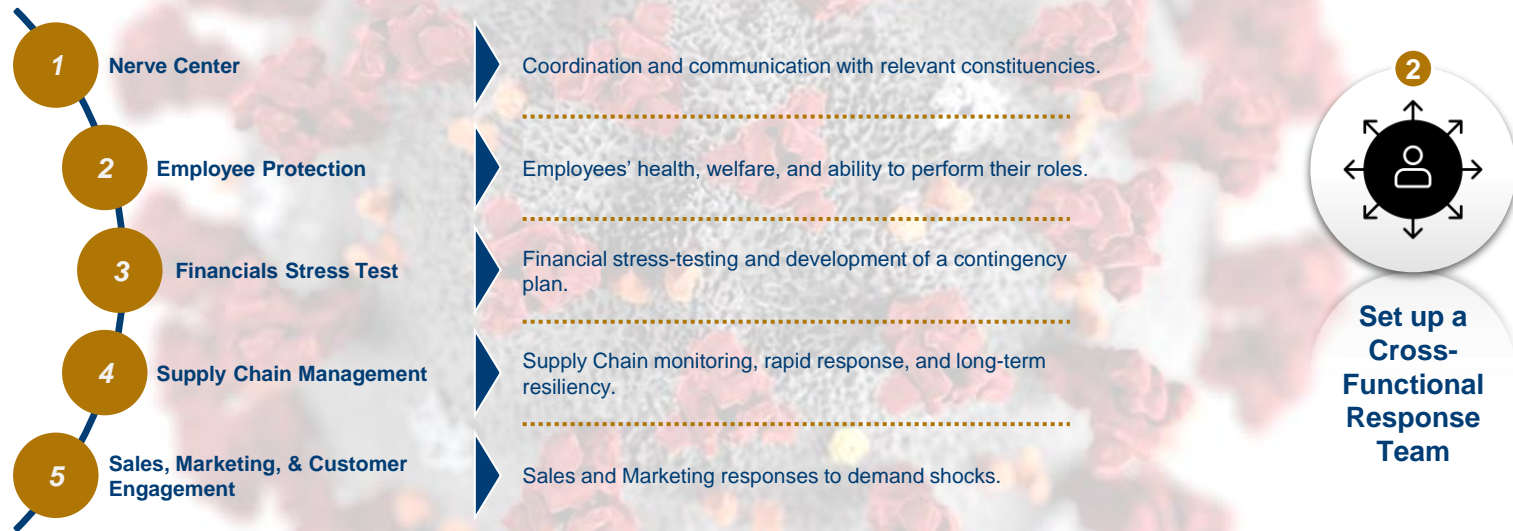 1
Nerve Center
Coordination and communication with relevant constituencies.
2
Employee Protection
Employees’ health, welfare, and ability to perform their roles.
3
Financials Stress Test
Financial stress-testing and development of a contingency
plan.
4
Supply Chain Management
Supply Chain monitoring, rapid response, and long-term
resiliency.
5
Sales, Marketing, & Customer
Engagement
Sales and Marketing responses to demand shocks.
2
Set up a
Cross-
Functional
Response
Team